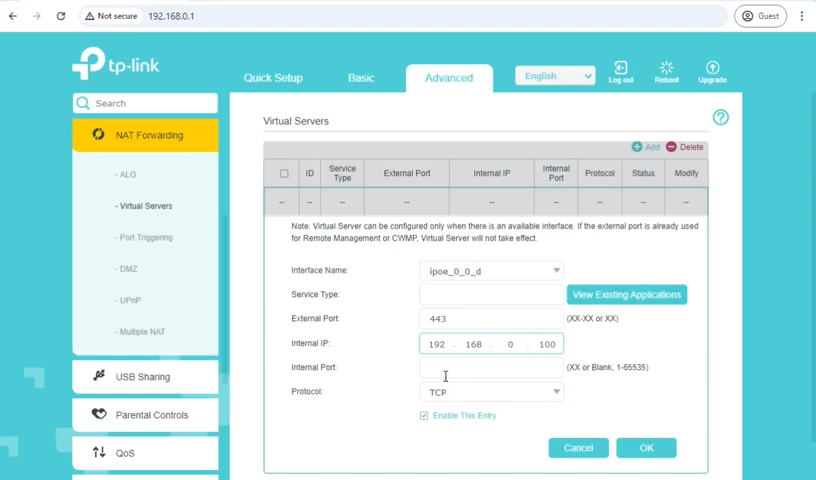 Not secure 192.168.0.1 Guest
tp-link
Quick Setup Basic Advanced English Log out Reboot Upgrade
Search
NAT Forwarding
- ALG
- Virtual Servers
- Port Triggering
- DMZ
- UPnP
- Multiple NAT
USB Sharing
Parental Controls
QoS
Virtual Servers ?
Add Delete
ID Service Type External Port Internal IP Internal Port Protocol Status Modify
-- -- -- -- -- -- -- -- --
Note: Virtual Server can be configured only when there is an available interface. If the external port is already used
for Remote Management or CWMP, Virtual Server will not take effect.
Interface Name: ipoe_0_0_d
Service Type: View Existing Applications
External Port: 443 (XX-XX or XX)
Internal IP: 192 . 168 . 0 . 100
Internal Port: (XX or Blank, 1-65535)
Protocol: TCP
Enable This Entry
Cancel OK